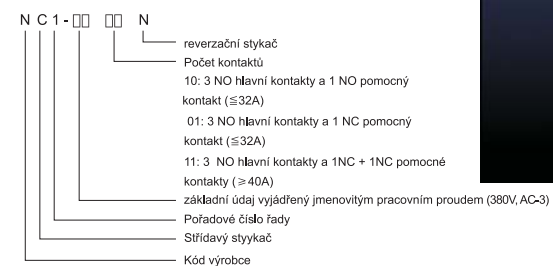 N C 1 - □□ □□ N
reverzační stykač
Počet kontaktů
10: 3 NO hlavní kontakty a 1 NO pomocný
kontakt (≦32A)
01: 3 NO hlavní kontakty a 1 NC pomocný
kontakt (≦32A)
11: 3 NO hlavní kontakty a 1NC + 1NC pomocné
kontakty (≥40A)
základní údaj vyjádřený jmenovitým pracovním proudem (380V, AC-3)
Pořadové číslo řady
Střídavý styykač
Kód výrobce